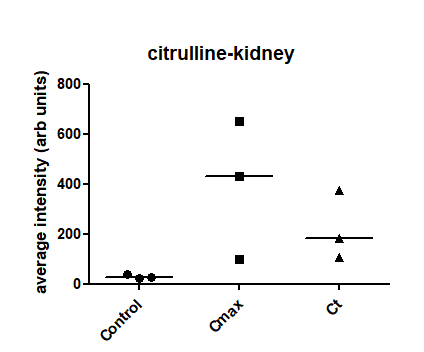 citrulline-kidney
average intensity (arb units)
800
600
400
200
0
Control
Cmax
Ct